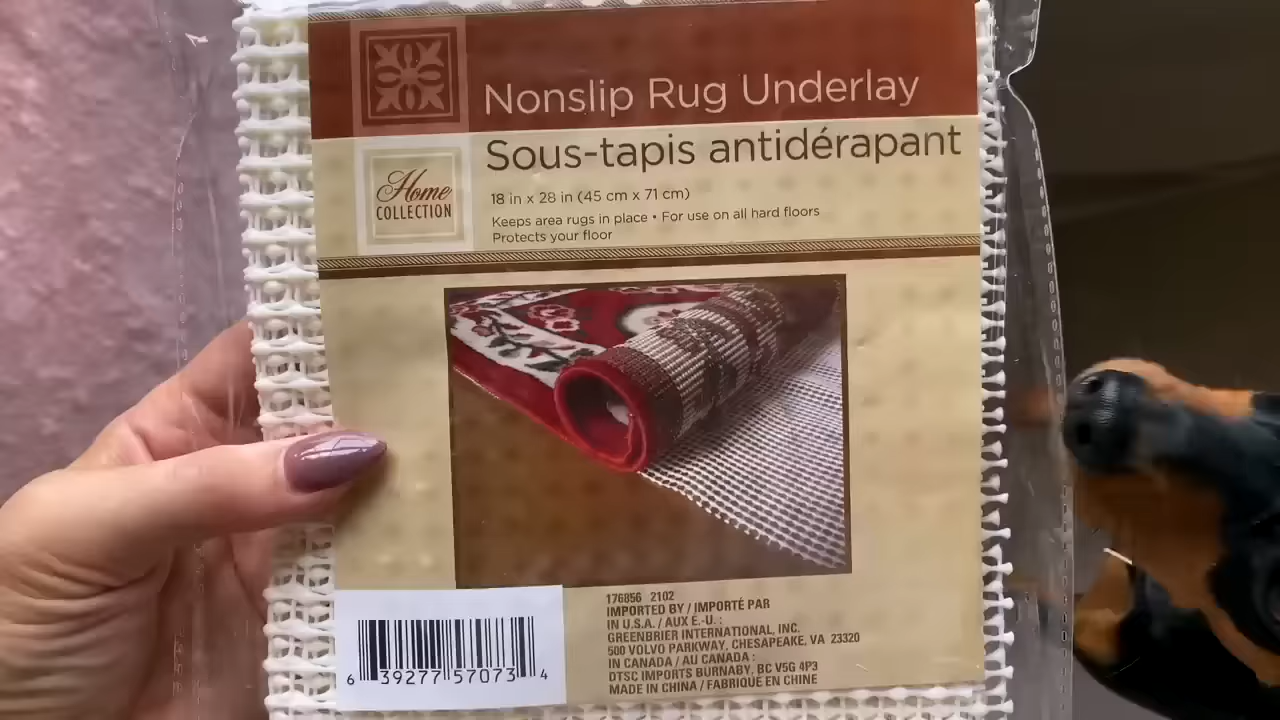 Nonslip Rug Underlay
Sous-tapis antidérapant
Home
COLLECTION
18 in x 28 in (45 cm x 71 cm)
Keeps area rugs in place • For use on all hard floors
Protects your floor
176856 2102
IMPORTED BY / IMPORTÉ PAR
IN U.S.A. / AUX É.-U. :
GREENBRIER INTERNATIONAL, INC.
500 VOLVO PARKWAY, CHESAPEAKE, VA 23320
IN CANADA / AU CANADA :
DTSC IMPORTS BURNABY, BC V5G 4P3
MADE IN CHINA / FABRIQUÉ EN CHINE
6 39277 57073 4